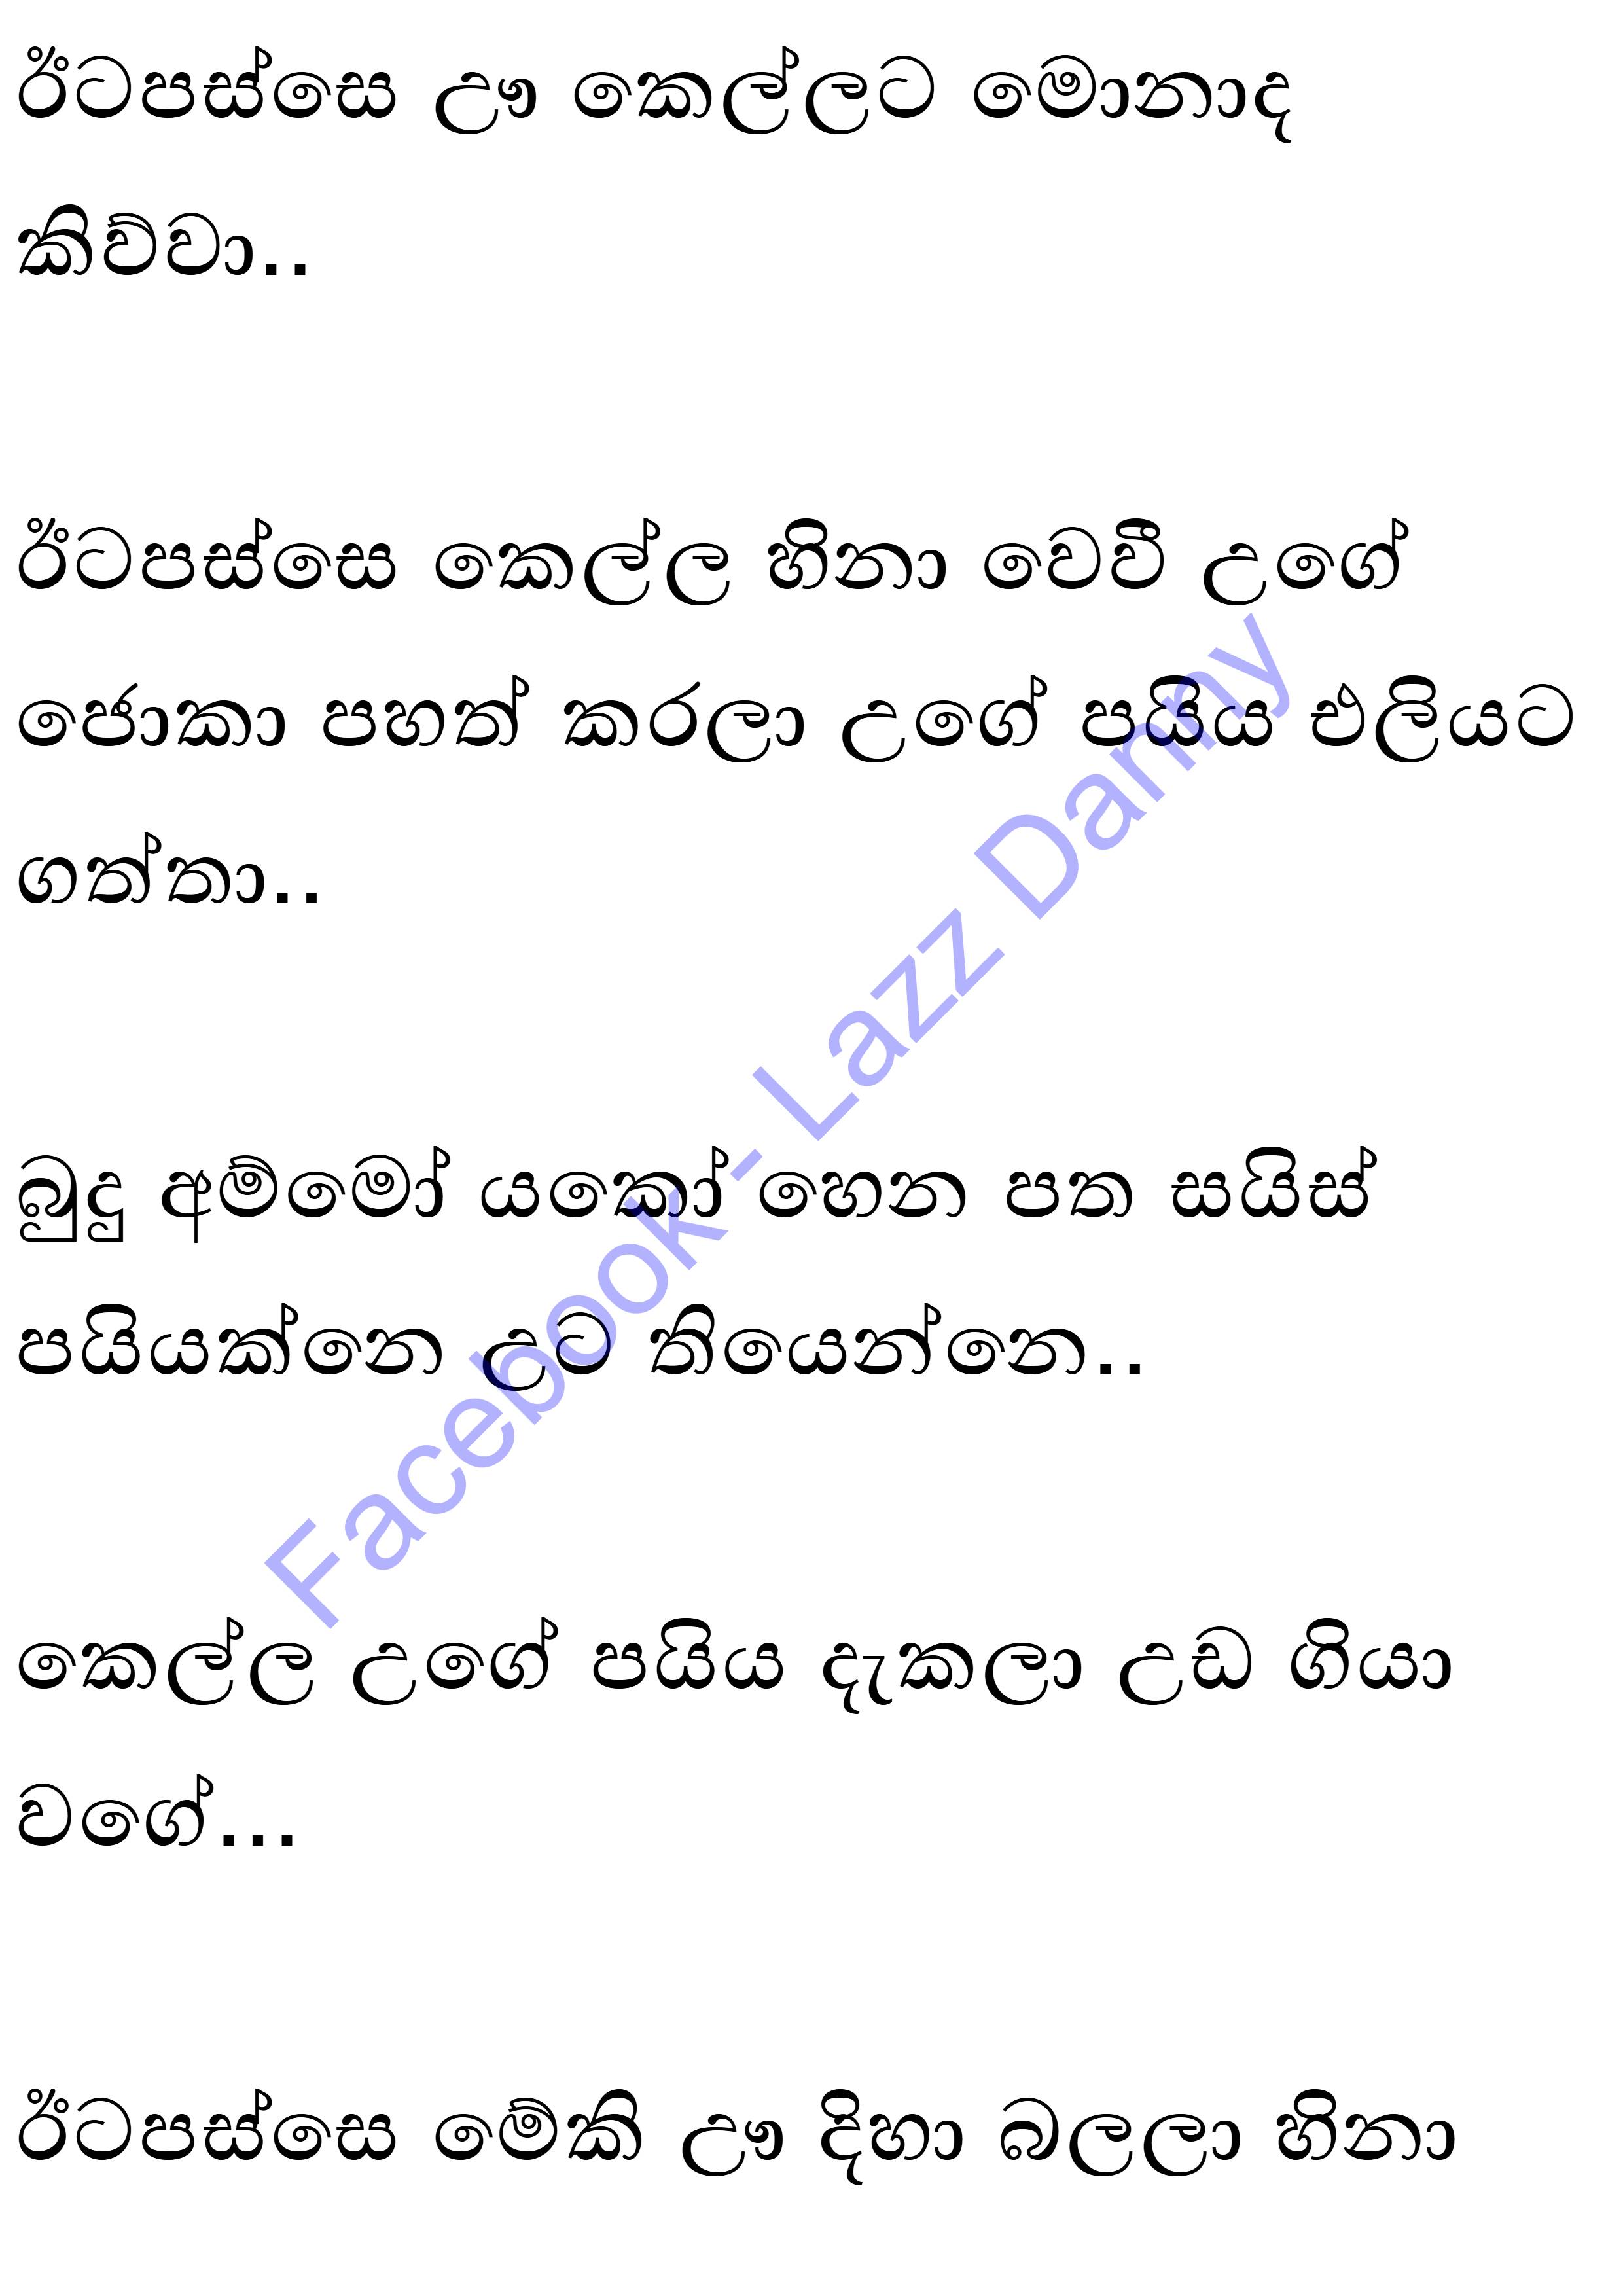 ඊටපස්සෙ ඌ කෙල්ලට මොනාද
කිව්වා..
ඊටපස්සෙ කෙල්ල හිනා වෙවී උගේ
ජොකා පහත් කරලා උගේ පයිය එලියට
ගත්තා..
බුදු අම්මෝ යකෝ හෙන පන සයිස්
පයියක්නෙ උට තියෙන්නෙ..
කෙල්ල උගේ පයිය දැකලා උඩ ගියා
වගේ...
ඊටපස්සෙ මේකි ඌ දිහා බලලා හිනා
Facebook - Lazz Danny